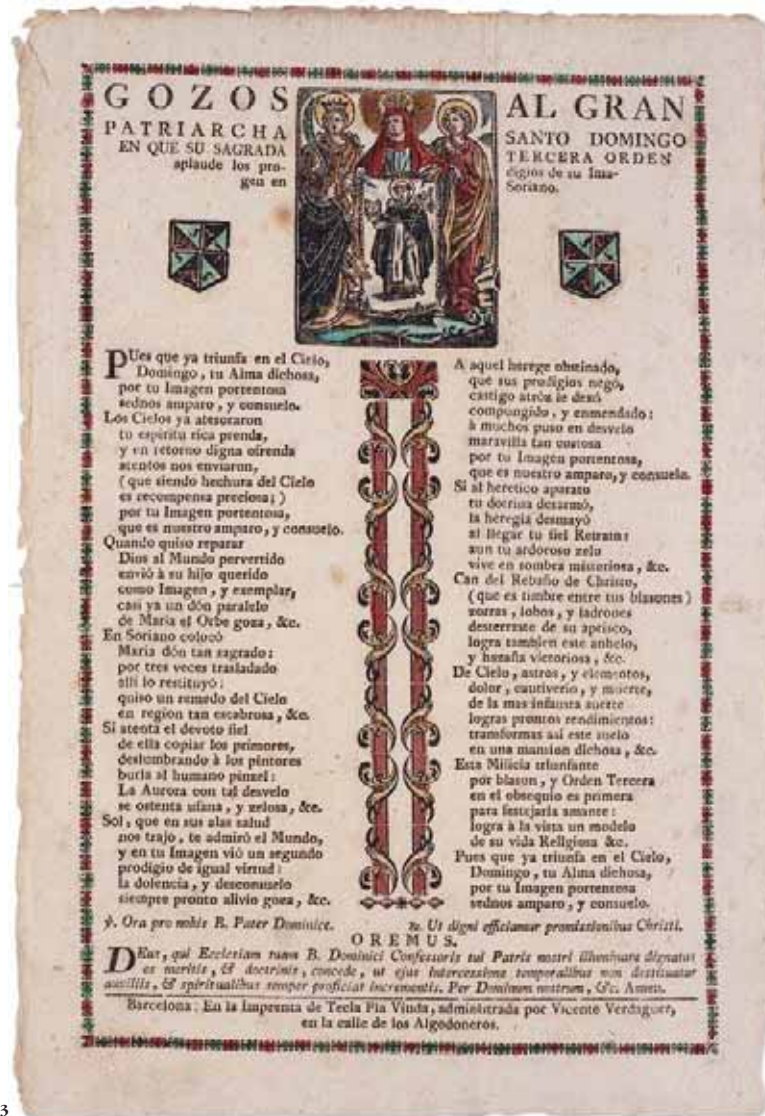 GOZOS AL GRAN
PATRIARCHA SANTO DOMINGO
EN QUE SU SAGRADA TERCERA ORDEN
aplaude los pro- digios de su Ima-
gen en Soriano.
PUes que ya triunfa en el Cielo,
Domingo, tu Alma dichosa,
por tu Imagen portentosa
sednos amparo, y consuelo.
Los Cielos ya atesoraron
tu espiritu rica prenda,
y en retorno digna ofrenda
atentos nos enviaron,
(que siendo hechura del Cielo
es recompensa preciosa;)
por tu Imagen portentosa,
que es nuestro amparo, y consuelo.
Quando quiso reparar
Dios al Mundo pervertido
envió à su hijo querido
como Imagen, y exemplar,
casi ya un dón paralelo
de Maria el Orbe goza, &c.
En Soriano colocó
Maria dón tan sagrado:
por tres veces trasladado
alli lo restituyó:
quiso un remedo del Cielo
en region tan escabrosa, &c.
Si atenta el devoto fiel
de ella copiar los primores,
deslumbrando à los pintores
burla al humano pinzel:
La Aurora con tal desvelo
se ostenta ufana, y zelosa, &c.
Sol, que en sus alas salud
nos trajo, te admiró el Mundo,
y en tu Imagen vió un segundo
prodigio de igual virtud:
la dolencia, y desconsuelo
siempre pronto alivio goza, &c.
A aquel herege obstinado,
que sus prodigios negó,
castigo atróz le dexó
compungido, y enmendado:
à muchos puso en desvelo
maravilla tan costosa
por tu Imagen portentosa,
que es nuestro amparo, y consuelo.
Si al heretico aparato
tu doctrina desarmó,
la heregia desmayó
al llegar tu fiel Retrato:
aun tu ardoroso zelo
vive en sombra misteriosa, &c.
Can del Rebaño de Christo,
(que es timbre entre tus blasones)
zorras, lobos, y ladrones
desterraste de su aprisco,
logra tambien este anhelo,
y hazaña victoriosa, &c.
De Cielo, astros, y elementos,
dolor, cautiverio, y muerte,
de la mas infausta suerte
logras prontos rendimientos:
transformas asi este suelo
en una mansion dichosa, &c.
Esta Milicia triunfante
por blason, y Orden Tercera
en el obsequio es primera
para festejarla amante:
logra à la vista un modelo
de su vida Religiosa &c.
Pues que ya triunfa en el Cielo,
Domingo, tu Alma dichosa,
por tu Imagen portentosa
sednos amparo, y consuelo.
℣. Ora pro nobis B. Pater Dominice. ℟. Ut digni efficiamur promissionibus Christi.
OREMUS.
DEus, qui Ecclesiam tuam B. Dominici Confessoris tui Patris nostri illuminare dignatus
es meritis, & doctrinis, concede, ut ejus intercessione temporalibus non destituatur
auxiliis, & spiritualibus semper proficiat incrementis. Per Dominum nostrum, &c. Amen.
Barcelona: En la Imprenta de Tecla Pla Viuda, administrada por Vicente Verdaguer,
en la calle de los Algodoneros.
3